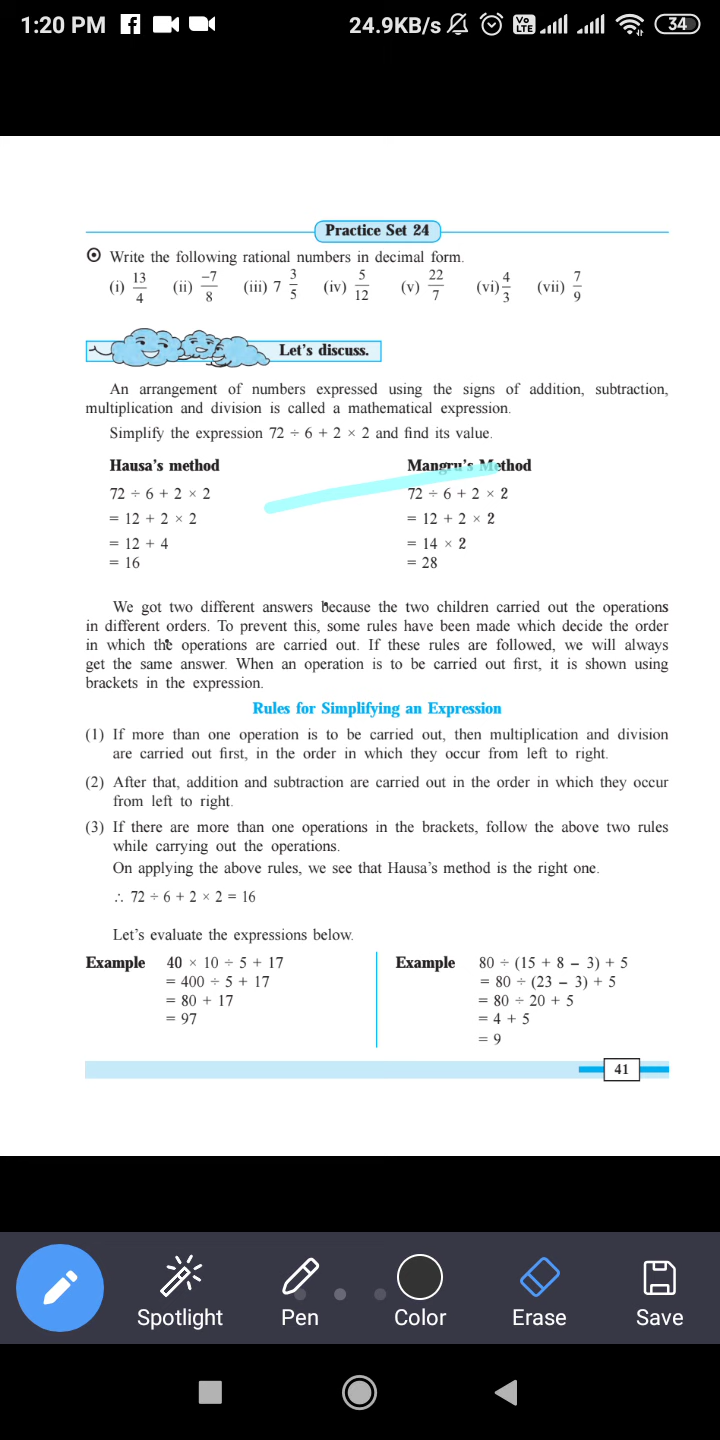 1:20 PM 24.9KB/s Vo LTE 34
Practice Set 24
Write the following rational numbers in decimal form.
(i) 13/4 (ii) -7/8 (iii) 7 3/5 (iv) 5/12 (v) 22/7 (vi) 4/3 (vii) 7/9
Let's discuss.
An arrangement of numbers expressed using the signs of addition, subtraction,
multiplication and division is called a mathematical expression.
Simplify the expression 72 ÷ 6 + 2 × 2 and find its value.
Hausa's method Mangru's Method
72 ÷ 6 + 2 × 2 72 ÷ 6 + 2 × 2
= 12 + 2 × 2 = 12 + 2 × 2
= 12 + 4 = 14 × 2
= 16 = 28
We got two different answers because the two children carried out the operations
in different orders. To prevent this, some rules have been made which decide the order
in which the operations are carried out. If these rules are followed, we will always
get the same answer. When an operation is to be carried out first, it is shown using
brackets in the expression.
Rules for Simplifying an Expression
(1) If more than one operation is to be carried out, then multiplication and division
are carried out first, in the order in which they occur from left to right.
(2) After that, addition and subtraction are carried out in the order in which they occur
from left to right.
(3) If there are more than one operations in the brackets, follow the above two rules
while carrying out the operations.
On applying the above rules, we see that Hausa's method is the right one.
∴ 72 ÷ 6 + 2 × 2 = 16
Let's evaluate the expressions below.
Example 40 × 10 ÷ 5 + 17 Example 80 ÷ (15 + 8 − 3) + 5
= 400 ÷ 5 + 17 = 80 ÷ (23 − 3) + 5
= 80 + 17 = 80 ÷ 20 + 5
= 97 = 4 + 5
= 9
41
Spotlight Pen Color Erase Save